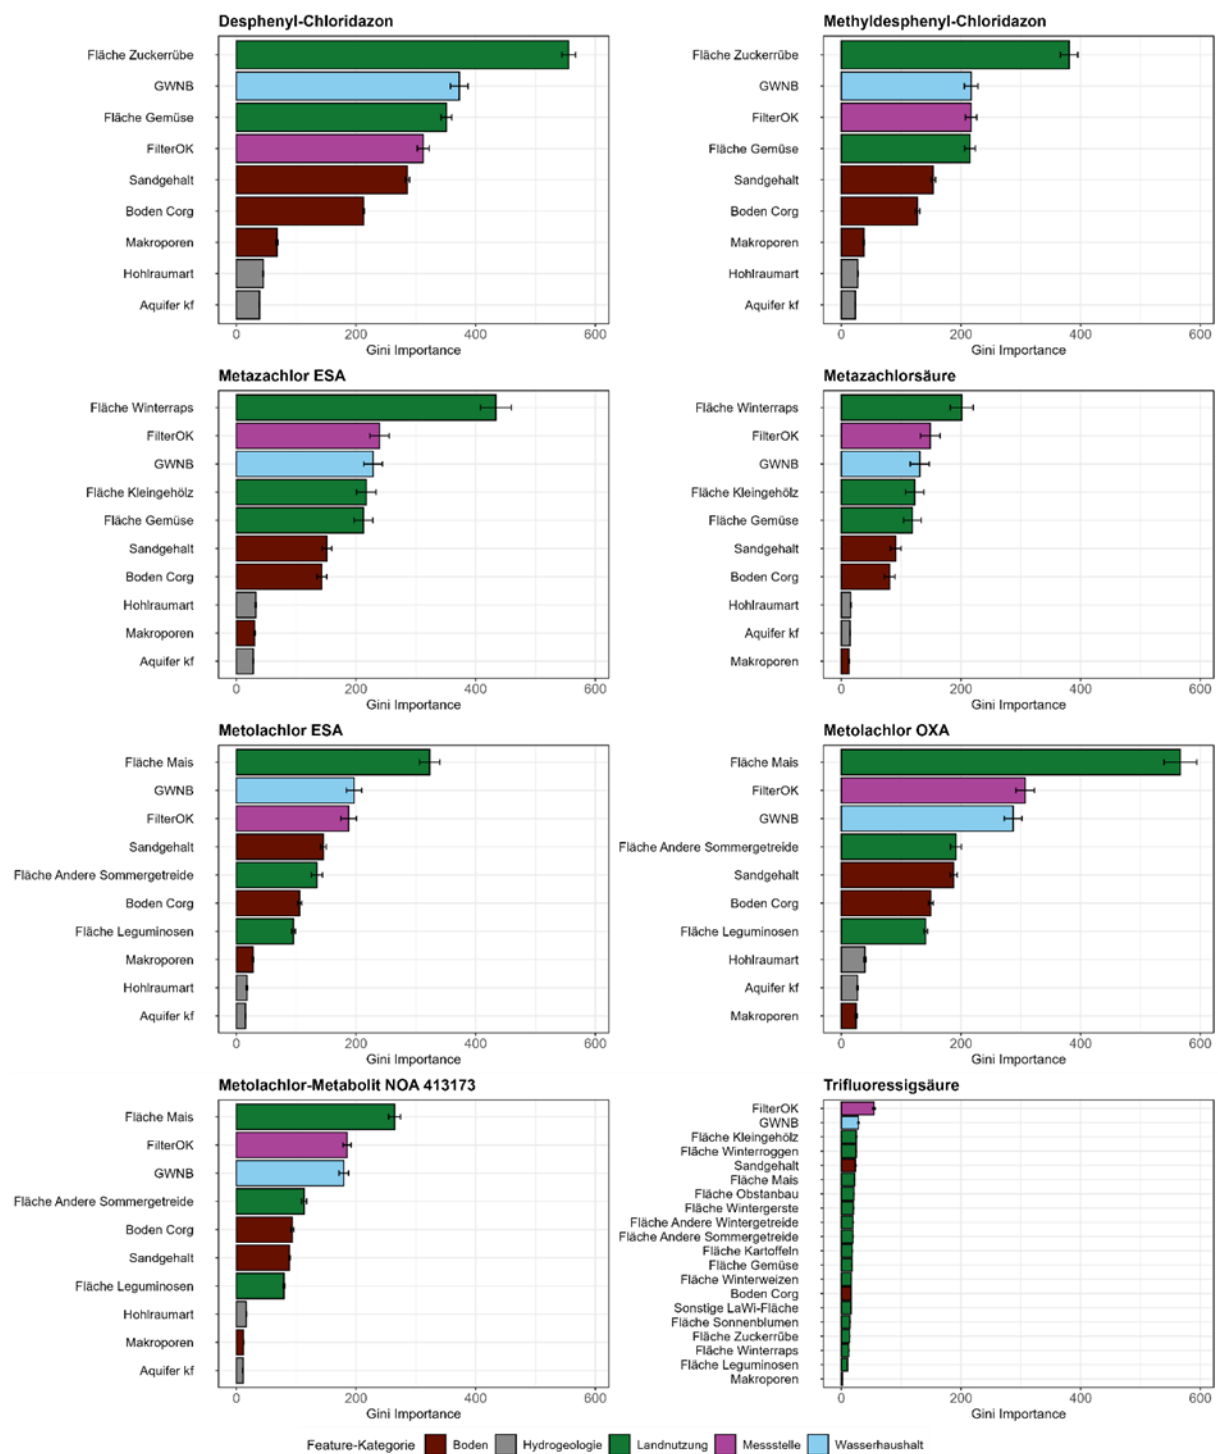 Desphenyl-Chloridazon
Fläche Zuckerrübe
GWNB
Fläche Gemüse
FilterOK
Sandgehalt
Boden Corg
Makroporen
Hohlraumart
Aquifer kf
0 200 400 600
Gini Importance
Methyldesphenyl-Chloridazon
Fläche Zuckerrübe
GWNB
FilterOK
Fläche Gemüse
Sandgehalt
Boden Corg
Makroporen
Hohlraumart
Aquifer kf
0 200 400 600
Gini Importance
Metazachlor ESA
Fläche Winterraps
FilterOK
GWNB
Fläche Kleingehölz
Fläche Gemüse
Sandgehalt
Boden Corg
Hohlraumart
Makroporen
Aquifer kf
0 200 400 600
Gini Importance
Metazachlorsäure
Fläche Winterraps
FilterOK
GWNB
Fläche Kleingehölz
Fläche Gemüse
Sandgehalt
Boden Corg
Hohlraumart
Aquifer kf
Makroporen
0 200 400 600
Gini Importance
Metolachlor ESA
Fläche Mais
GWNB
FilterOK
Sandgehalt
Fläche Andere Sommergetreide
Boden Corg
Fläche Leguminosen
Makroporen
Hohlraumart
Aquifer kf
0 200 400 600
Gini Importance
Metolachlor OXA
Fläche Mais
FilterOK
GWNB
Fläche Andere Sommergetreide
Sandgehalt
Boden Corg
Fläche Leguminosen
Hohlraumart
Aquifer kf
Makroporen
0 200 400 600
Gini Importance
Metolachlor-Metabolit NOA 413173
Fläche Mais
FilterOK
GWNB
Fläche Andere Sommergetreide
Boden Corg
Sandgehalt
Fläche Leguminosen
Hohlraumart
Makroporen
Aquifer kf
0 200 400 600
Gini Importance
Trifluoressigsäure
FilterOK
GWNB
Fläche Kleingehölz
Fläche Winterroggen
Sandgehalt
Fläche Mais
Fläche Obstanbau
Fläche Wintergerste
Fläche Andere Wintergetreide
Fläche Andere Sommergetreide
Fläche Kartoffeln
Fläche Gemüse
Fläche Winterweizen
Boden Corg
Sonstige LaWi-Fläche
Fläche Sonnenblumen
Fläche Zuckerrübe
Fläche Winterraps
Fläche Leguminosen
Makroporen
0 200 400 600
Gini Importance
Feature-Kategorie Boden Hydrogeologie Landnutzung Messstelle Wasserhaushalt